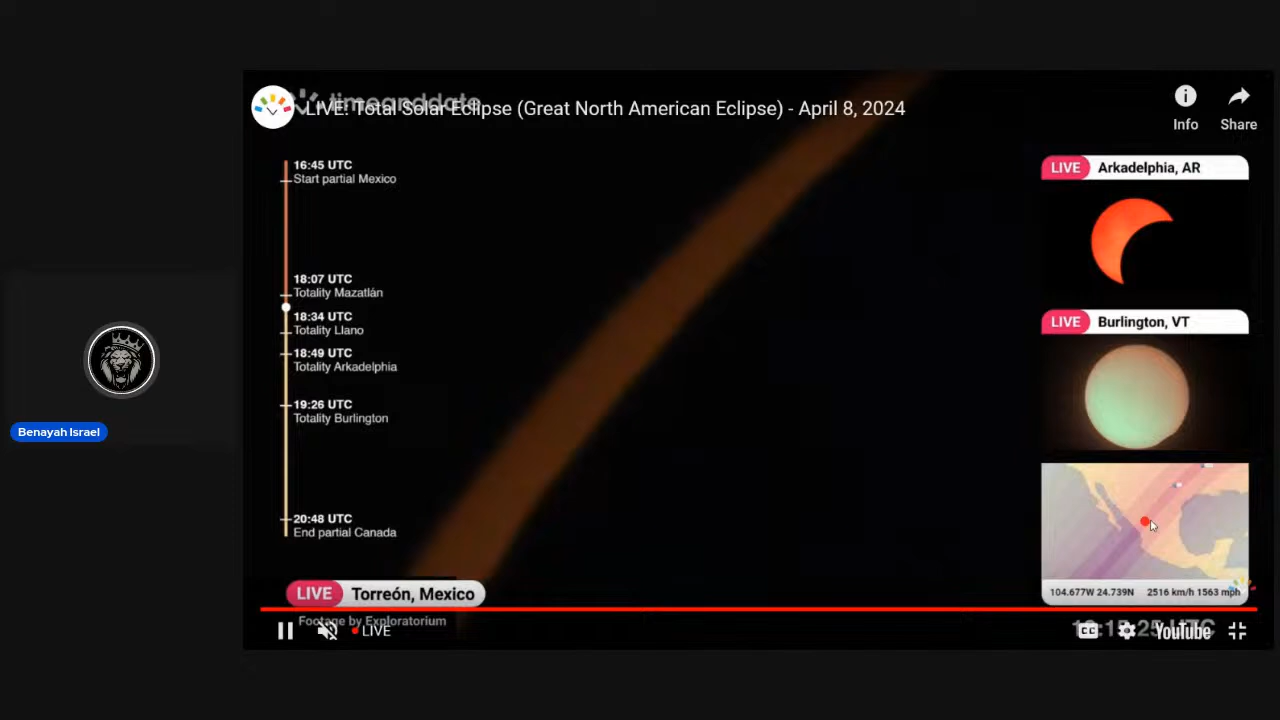 timeanddate
LIVE: Total Solar Eclipse (Great North American Eclipse) - April 8, 2024
Info
Share
16:45 UTC
Start partial Mexico
18:07 UTC
Totality Mazatlán
18:34 UTC
Totality Llano
18:49 UTC
Totality Arkadelphia
19:26 UTC
Totality Burlington
20:48 UTC
End partial Canada
LIVE Arkadelphia, AR
LIVE Burlington, VT
104.677W 24.739N 2516 km/h 1563 mph
Benayah Israel
LIVE Torreón, Mexico
Footage by Exploratorium
LIVE
CC
YouTube
UTC